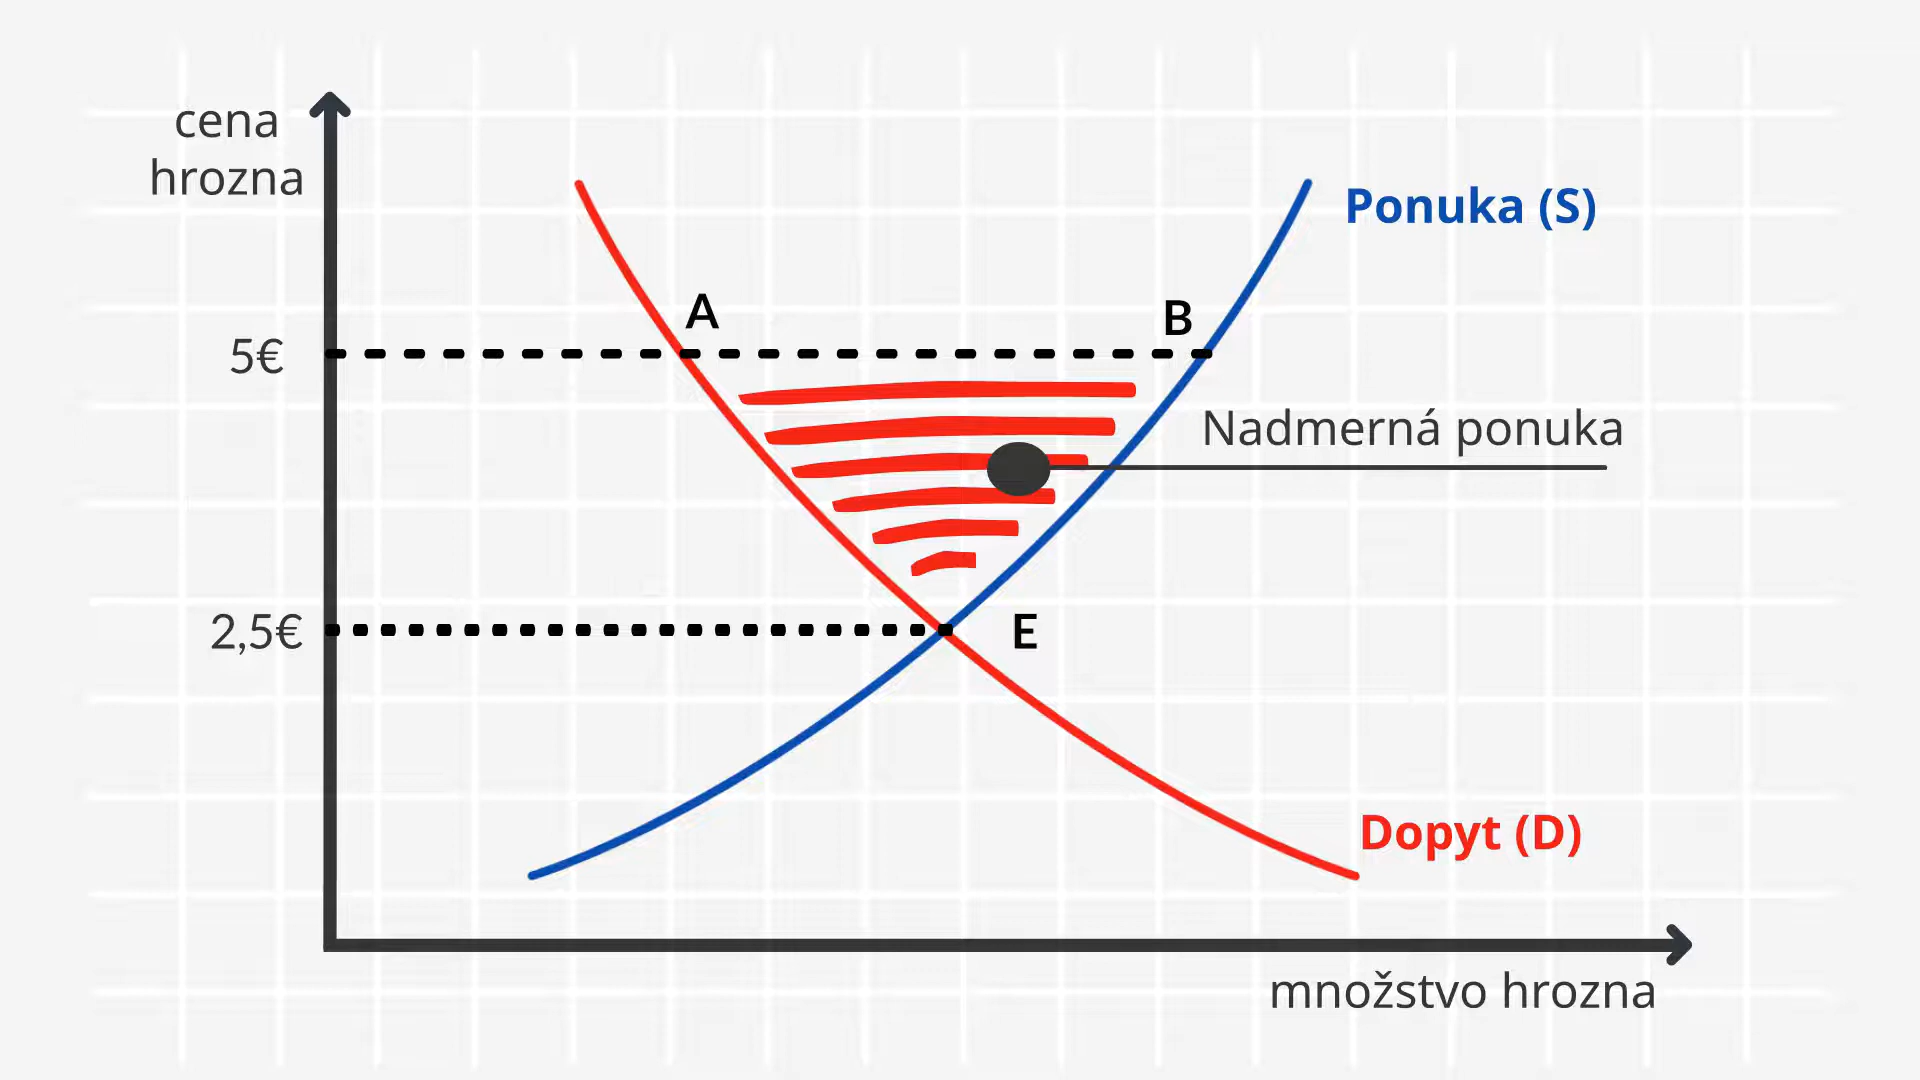 cena
hrozna
Ponuka (S)
A
B
5€
Nadmerná ponuka
2,5€
E
Dopyt (D)
množstvo hrozna